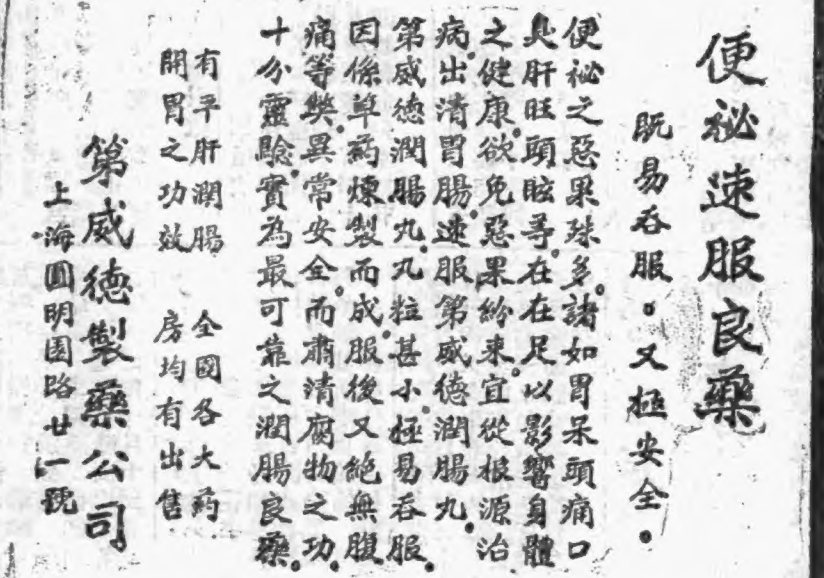 便祕速服良藥
既易吞服。又極安全。
便祕之惡果殊多。諸如胃呆頭痛口
臭肝旺頭眩等。在在足以影響身體
之健康。欲免惡果紛來。宜從根源治
病。出清胃腸。速服第威德潤腸丸。
第威德潤腸丸。丸粒甚小。極易吞服。
因係草药煉製而成。服後又絶無腹
痛等獘。異常安全。而肅清腐物之功。
十分靈驗。實為最可靠之潤腸良藥。
有平肝潤腸　全國各大药
開胃之功效　房均有出售
第威德製藥公司
上海圓明園路廿一號